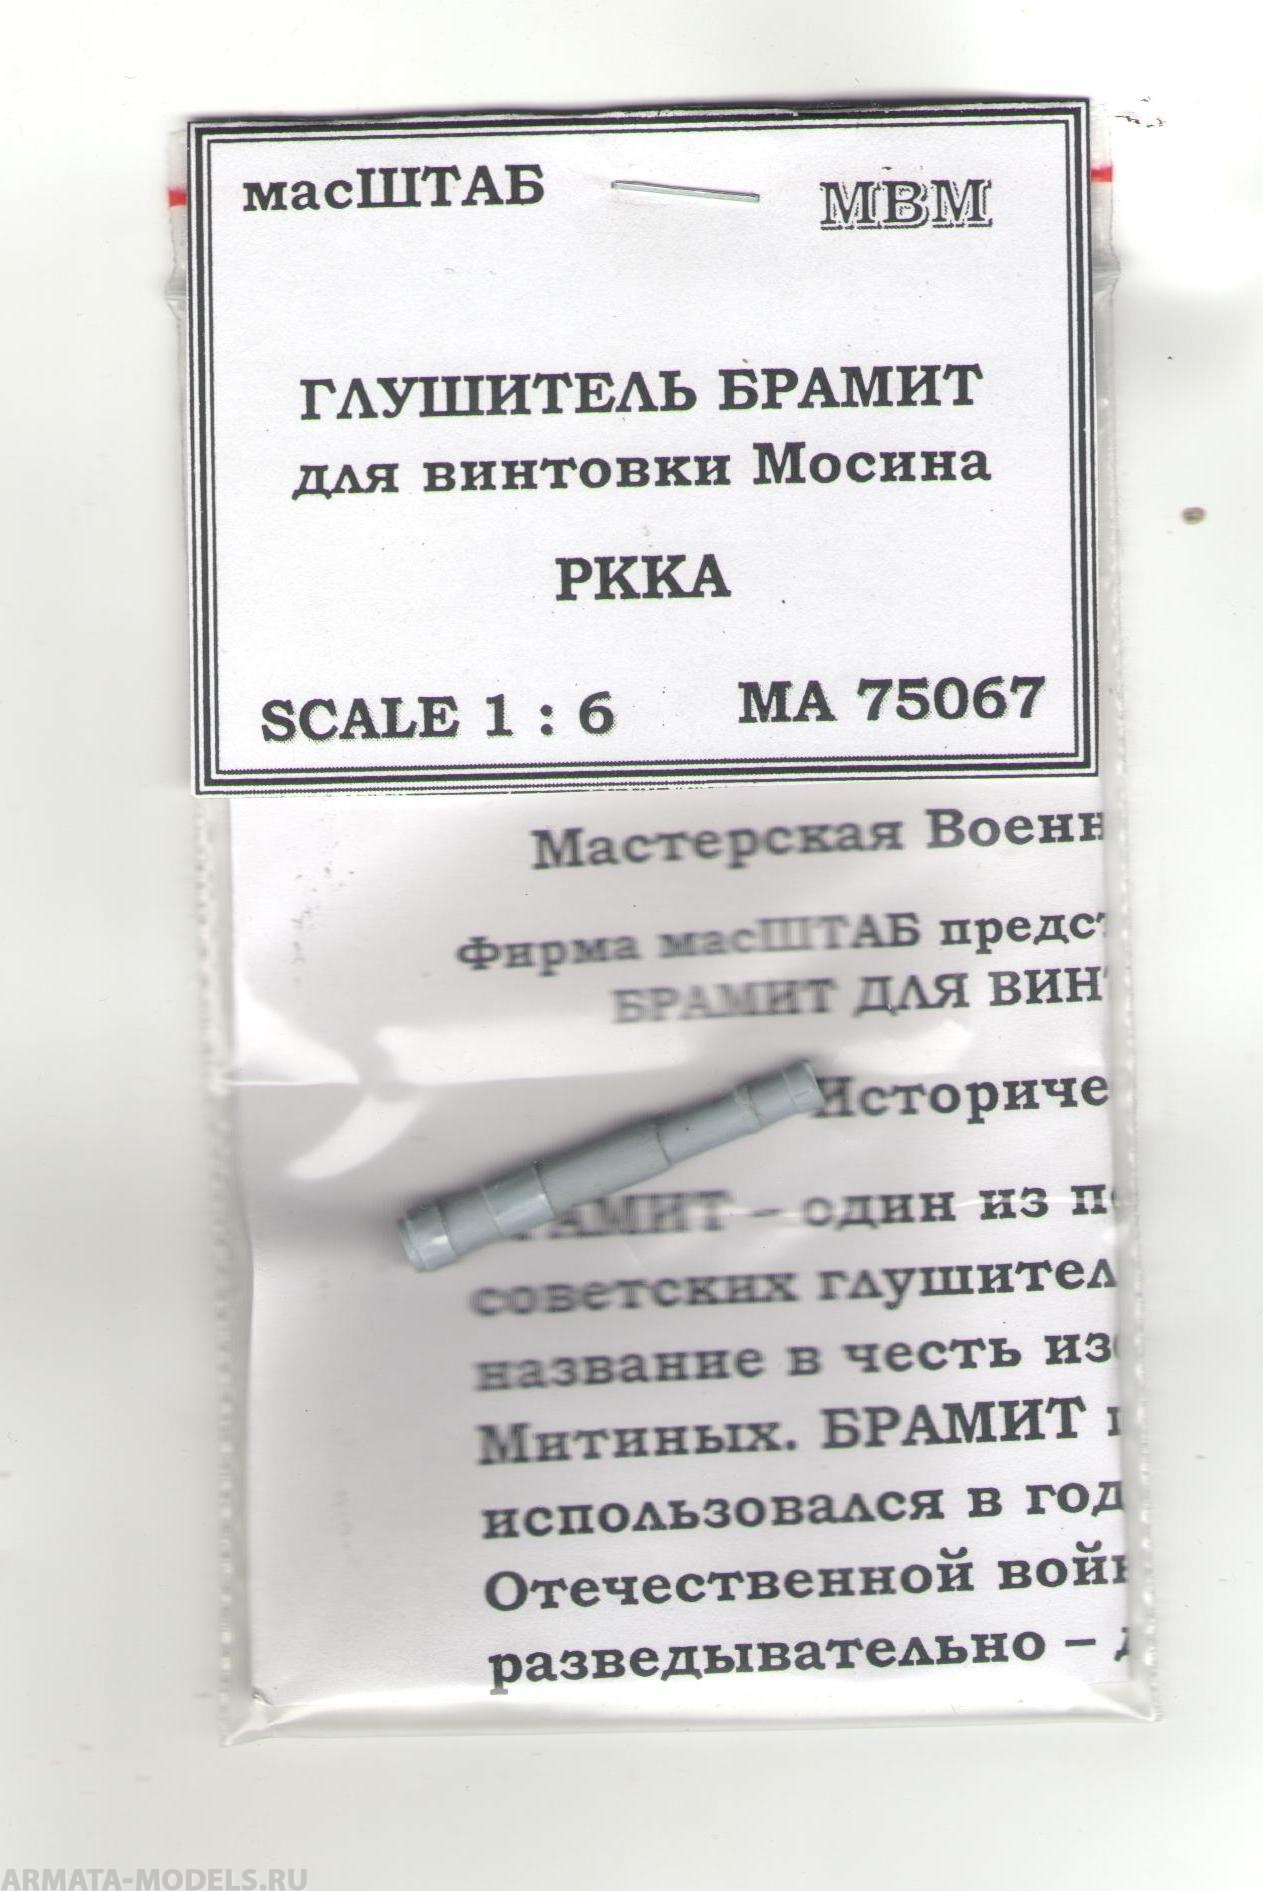 масШТАБ МВМ
ГЛУШИТЕЛЬ БРАМИТ
для винтовки Мосина
РККА
SCALE 1 : 6 МА 75067
Мастерская Военн
Фирма масШТАБ предст
БРАМИТ ДЛЯ ВИНТ
Историче
АМИТ – один из п
советских глушител
название в честь из
Митиных. БРАМИТ
использовался в год
Отечественной вой
разведывательно –
ARMATA-MODELS.RU